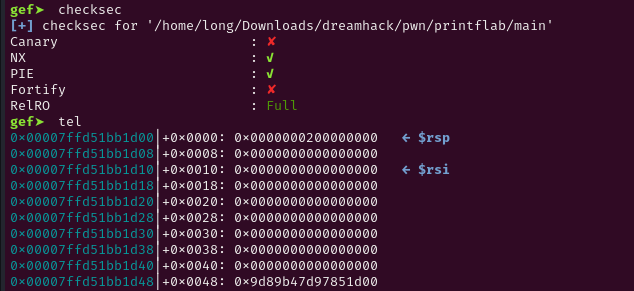 gef➤  checksec
[+] checksec for '/home/long/Downloads/dreamhack/pwn/printflab/main'
Canary                        : ✘
NX                            : ✓
PIE                           : ✓
Fortify                       : ✘
RelRO                         : Full
gef➤  tel
0x00007ffd51bb1d00│+0x0000: 0x0000000200000000   ← $rsp
0x00007ffd51bb1d08│+0x0008: 0x0000000000000000
0x00007ffd51bb1d10│+0x0010: 0x0000000000000000   ← $rsi
0x00007ffd51bb1d18│+0x0018: 0x0000000000000000
0x00007ffd51bb1d20│+0x0020: 0x0000000000000000
0x00007ffd51bb1d28│+0x0028: 0x0000000000000000
0x00007ffd51bb1d30│+0x0030: 0x0000000000000000
0x00007ffd51bb1d38│+0x0038: 0x0000000000000000
0x00007ffd51bb1d40│+0x0040: 0x0000000000000000
0x00007ffd51bb1d48│+0x0048: 0x9d89b47d97851d00